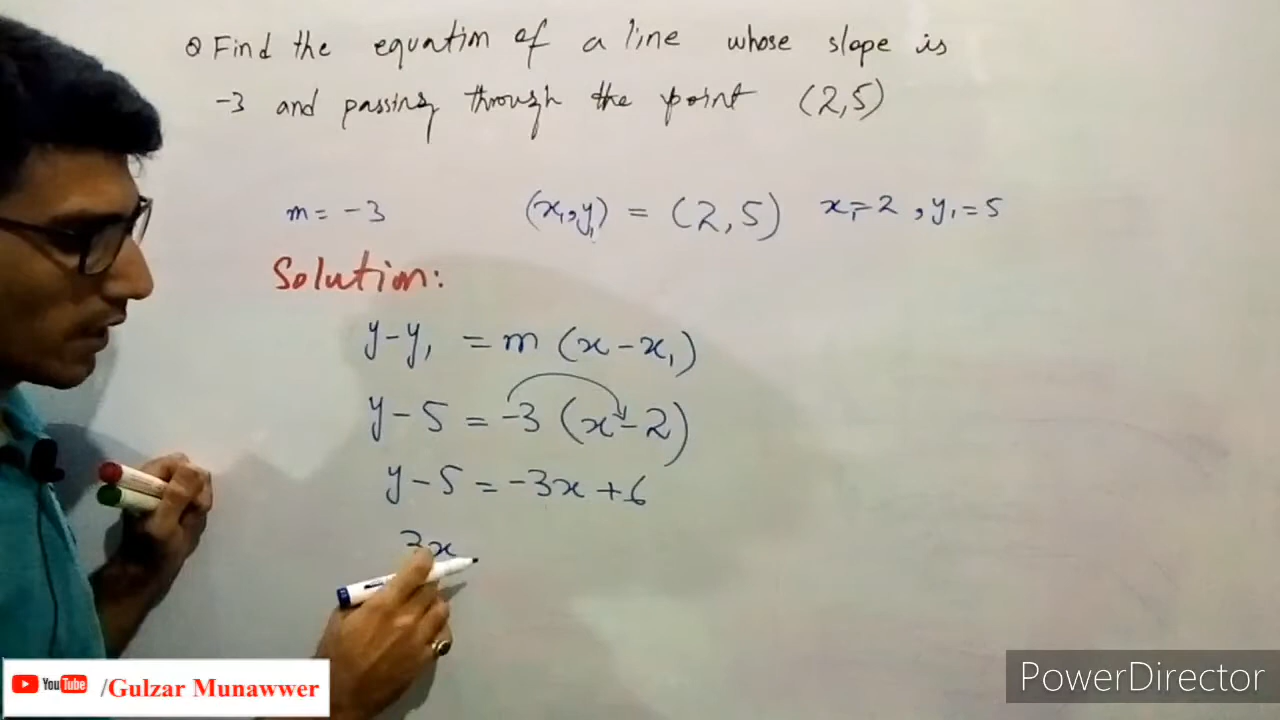 Q Find the equation of a line whose slope is
-3 and passing through the point (2,5)
m = -3 (x₁, y₁) = (2,5) x₁=2, y₁=5
Solution:
y-y₁ = m (x-x₁)
y-5 = -3 (x-2)
y-5 = -3x+6
3x
YouTube /Gulzar Munawwer
PowerDirector